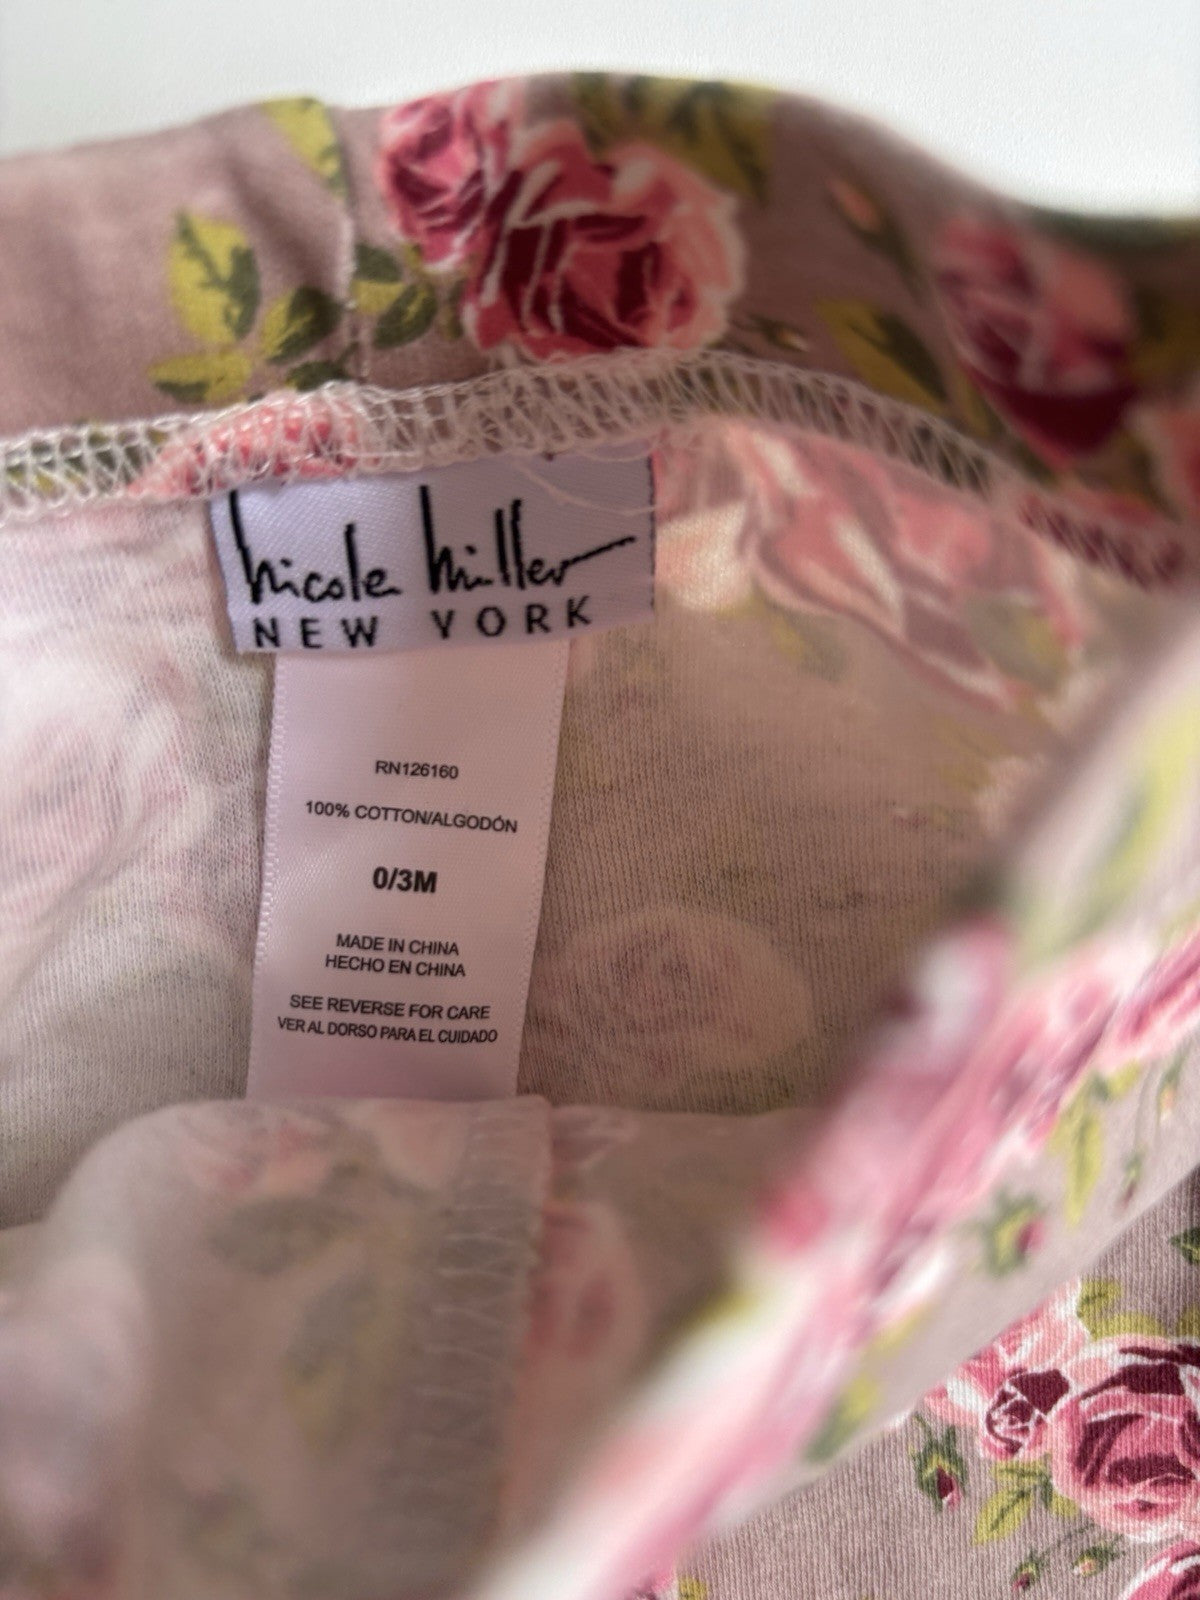 nicole miller
NEW YORK
RN126160
100% COTTON/ALGODÓN
0/3M
MADE IN CHINA
HECHO EN CHINA
SEE REVERSE FOR CARE
VER AL DORSO PARA EL CUIDADO